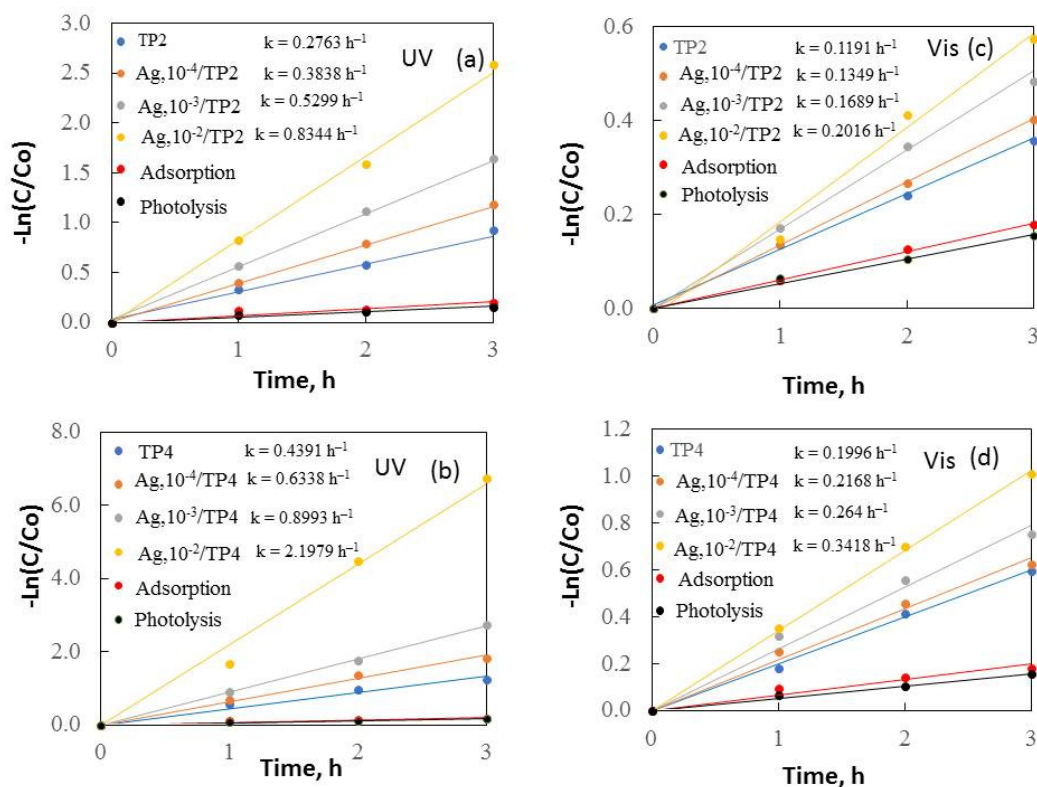 -Ln(C/Co)
3.0
2.5
2.0
1.5
1.0
0.5
0.0
TP2 k = 0.2763 h⁻¹
Ag,10⁻⁴/TP2 k = 0.3838 h⁻¹
Ag,10⁻³/TP2 k = 0.5299 h⁻¹
Ag,10⁻²/TP2 k = 0.8344 h⁻¹
Adsorption
Photolysis
UV (a)
0 1 2 3
Time, h
-Ln(C/Co)
0.6
0.4
0.2
0.0
TP2 k = 0.1191 h⁻¹
Ag,10⁻⁴/TP2 k = 0.1349 h⁻¹
Ag,10⁻³/TP2 k = 0.1689 h⁻¹
Ag,10⁻²/TP2 k = 0.2016 h⁻¹
Adsorption
Photolysis
Vis (c)
0 1 2 3
Time, h
-Ln(C/Co)
8.0
6.0
4.0
2.0
0.0
TP4 k = 0.4391 h⁻¹
Ag,10⁻⁴/TP4 k = 0.6338 h⁻¹
Ag,10⁻³/TP4 k = 0.8993 h⁻¹
Ag,10⁻²/TP4 k = 2.1979 h⁻¹
Adsorption
Photolysis
UV (b)
0 1 2 3
Time, h
-Ln(C/Co)
1.2
1.0
0.8
0.6
0.4
0.2
0.0
TP4 k = 0.1996 h⁻¹
Ag,10⁻⁴/TP4 k = 0.2168 h⁻¹
Ag,10⁻³/TP4 k = 0.264 h⁻¹
Ag,10⁻²/TP4 k = 0.3418 h⁻¹
Adsorption
Photolysis
Vis (d)
0 1 2 3
Time, h